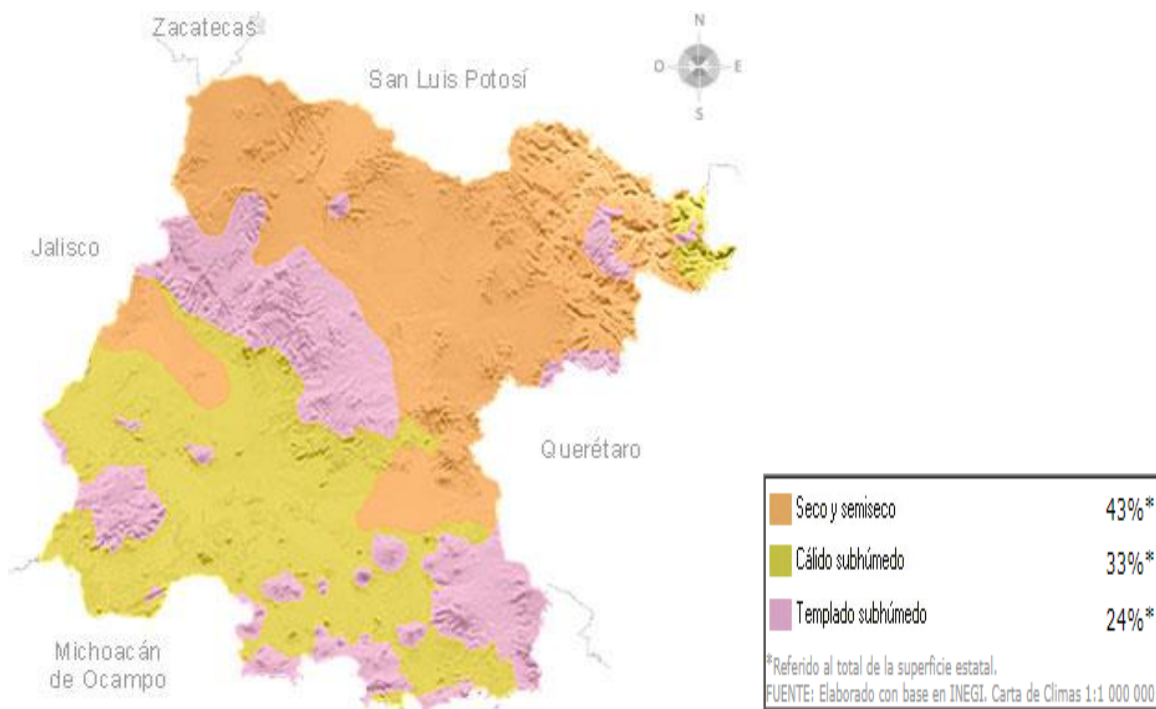 Zacatecas
San Luis Potosí
N
O
E
S
Jalisco
Querétaro
Michoacán
de Ocampo
Seco y semiseco 43%*
Cálido subhúmedo 33%*
Templado subhúmedo 24%*
*Referido al total de la superficie estatal.
FUENTE: Elaborado con base en INEGI. Carta de Climas 1:1 000 000